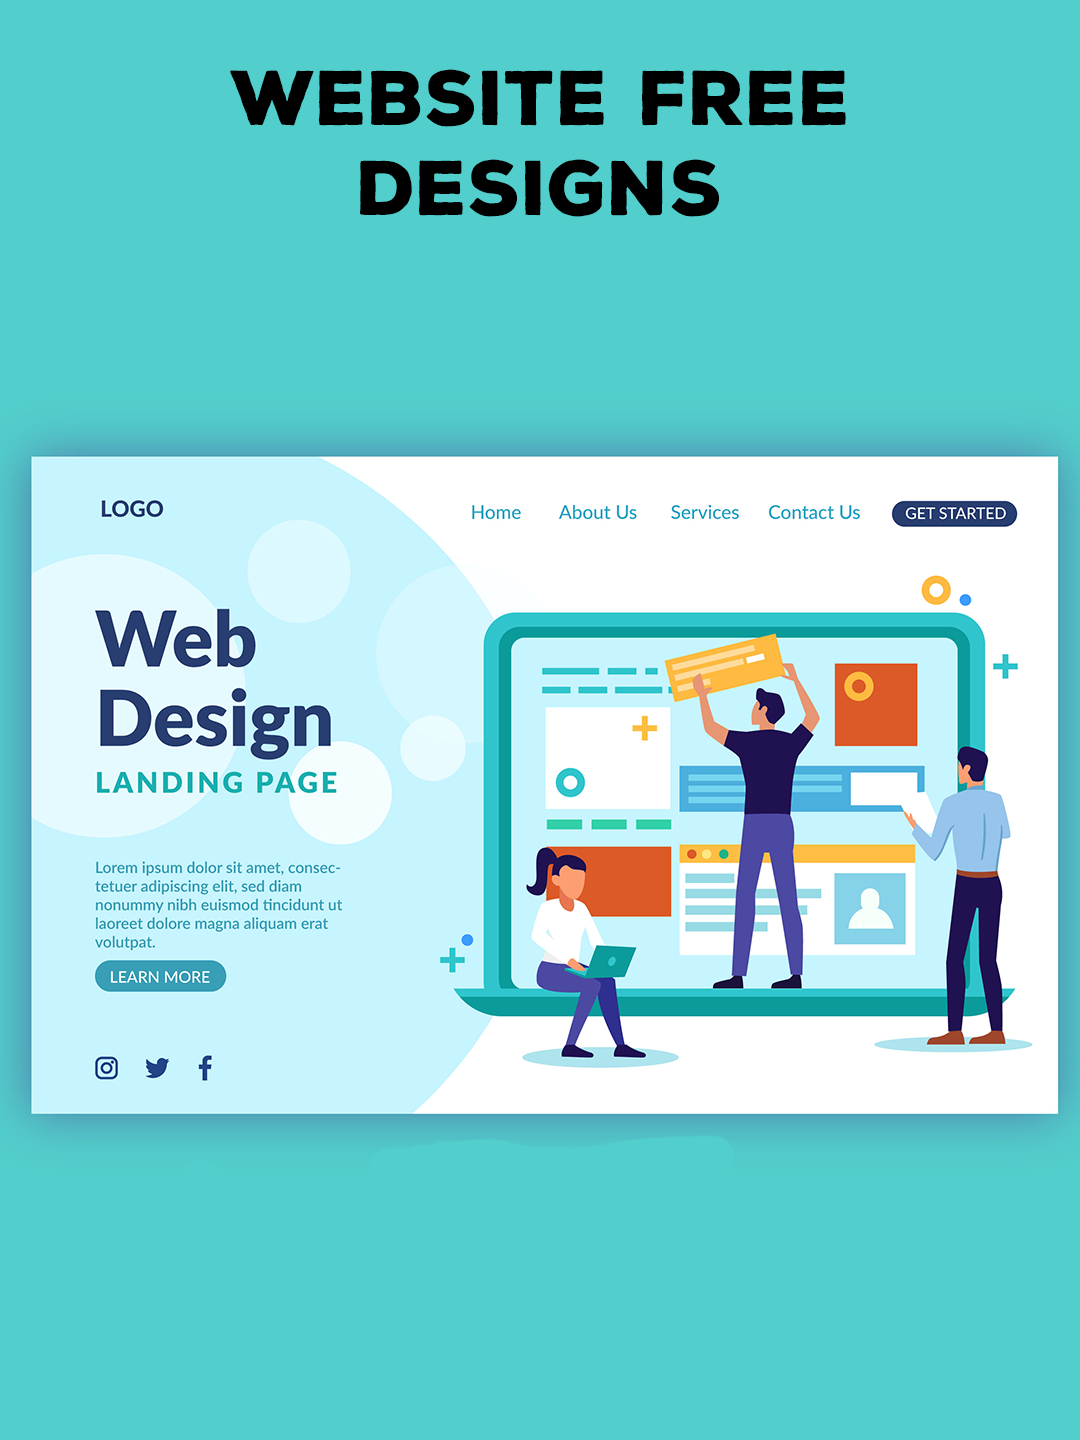 WEBSITE FREE
DESIGNS
LOGO
Home About Us Services Contact Us GET STARTED
Web
Design
LANDING PAGE
Lorem ipsum dolor sit amet, consec-
tetuer adipiscing elit, sed diam
nonummy nibh euismod tincidunt ut
laoreet dolore magna aliquam erat
volutpat.
LEARN MORE